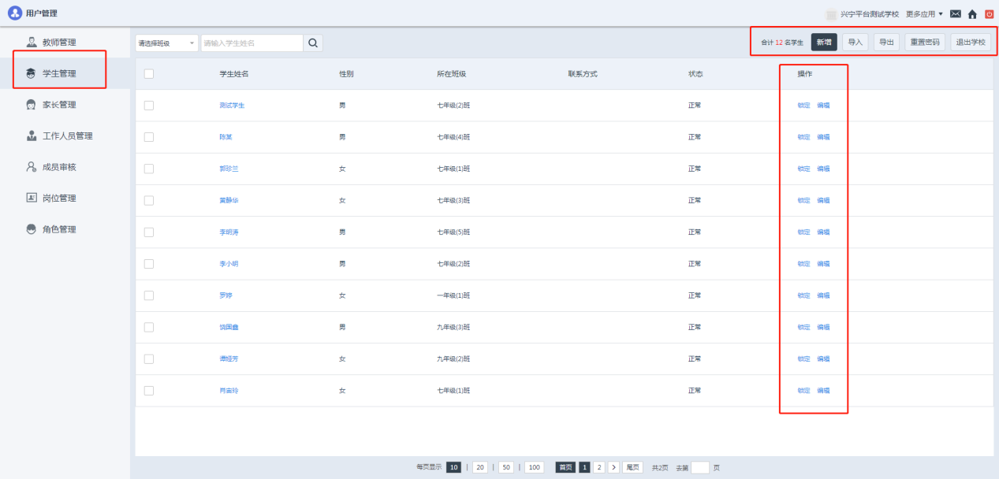 用户管理
兴宁平台测试学校 更多应用
教师管理
学生管理
家长管理
工作人员管理
成员审核
岗位管理
角色管理
请选择班级 请输入学生姓名
合计 12 名学生 新增 导入 导出 重置密码 退出学校
学生姓名 性别 所在班级 联系方式 状态 操作
测试学生 男 七年级(2)班 正常 锁定 编辑
陈某 男 七年级(4)班 正常 锁定 编辑
郭珍兰 女 七年级(1)班 正常 锁定 编辑
黄静华 女 七年级(3)班 正常 锁定 编辑
李明涛 男 七年级(5)班 正常 锁定 编辑
李小明 男 七年级(2)班 正常 锁定 编辑
罗婷 女 一年级(1)班 正常 锁定 编辑
饶国鑫 男 九年级(3)班 正常 锁定 编辑
谭娅芳 女 九年级(2)班 正常 锁定 编辑
肖宙玲 女 七年级(1)班 正常 锁定 编辑
每页显示 10 | 20 | 50 | 100 首页 1 2 > 尾页 共2页 去第 页